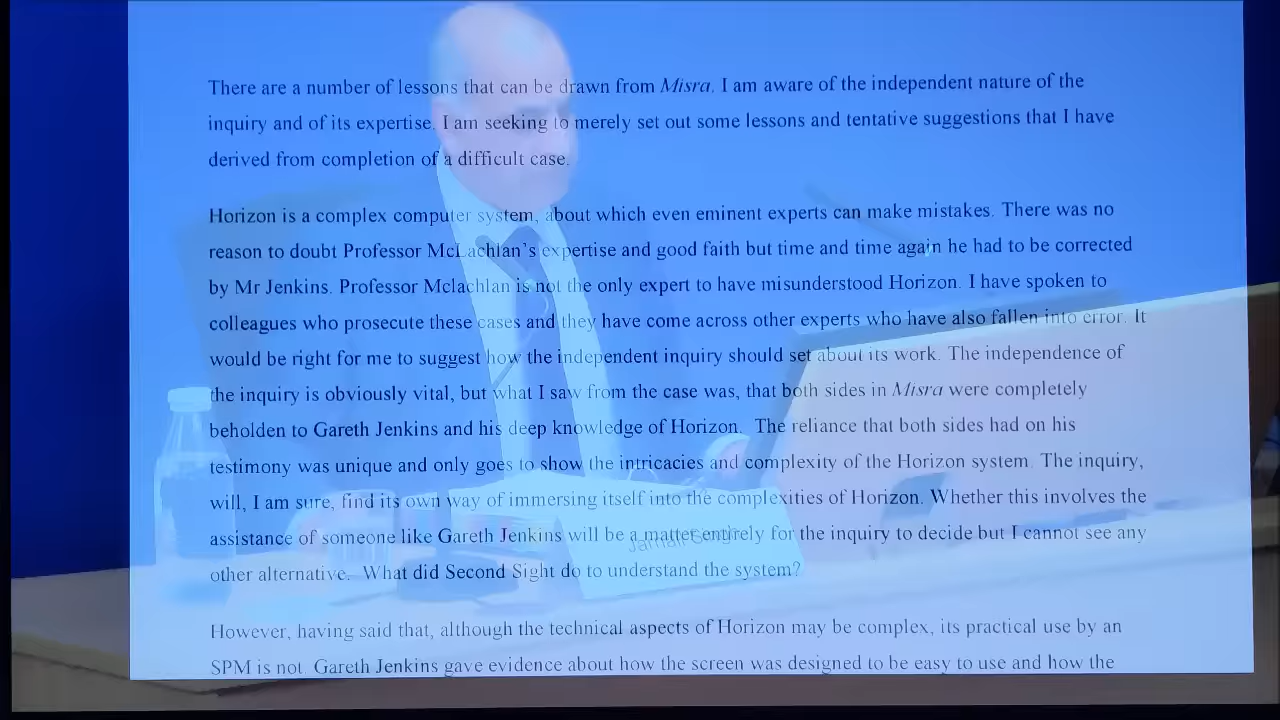 There are a number of lessons that can be drawn from Misra. I am aware of the independent nature of the
inquiry and of its expertise. I am seeking to merely set out some lessons and tentative suggestions that I have
derived from completion of a difficult case.
Horizon is a complex computer system, about which even eminent experts can make mistakes. There was no
reason to doubt Professor McLachlan's expertise and good faith but time and time again he had to be corrected
by Mr Jenkins. Professor Mclachlan is not the only expert to have misunderstood Horizon. I have spoken to
colleagues who prosecute these cases and they have come across other experts who have also fallen into error. It
would be right for me to suggest how the independent inquiry should set about its work. The independence of
the inquiry is obviously vital, but what I saw from the case was, that both sides in Misra were completely
beholden to Gareth Jenkins and his deep knowledge of Horizon. The reliance that both sides had on his
testimony was unique and only goes to show the intricacies and complexity of the Horizon system. The inquiry,
will, I am sure, find its own way of immersing itself into the complexities of Horizon. Whether this involves the
assistance of someone like Gareth Jenkins will be a matter entirely for the inquiry to decide but I cannot see any
other alternative. What did Second Sight do to understand the system?
However, having said that, although the technical aspects of Horizon may be complex, its practical use by an
SPM is not. Gareth Jenkins gave evidence about how the screen was designed to be easy to use and how the